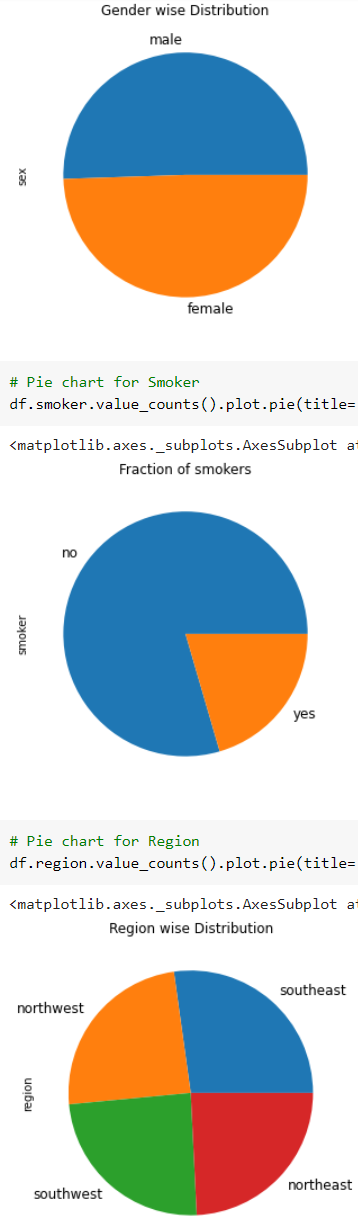 Gender wise Distribution
male
sex
female
# Pie chart for Smoker
df.smoker.value_counts().plot.pie(title=
<matplotlib.axes._subplots.AxesSubplot at
Fraction of smokers
no
smoker
yes
# Pie chart for Region
df.region.value_counts().plot.pie(title=
<matplotlib.axes._subplots.AxesSubplot at
Region wise Distribution
southeast
northwest
region
southwest
northeast